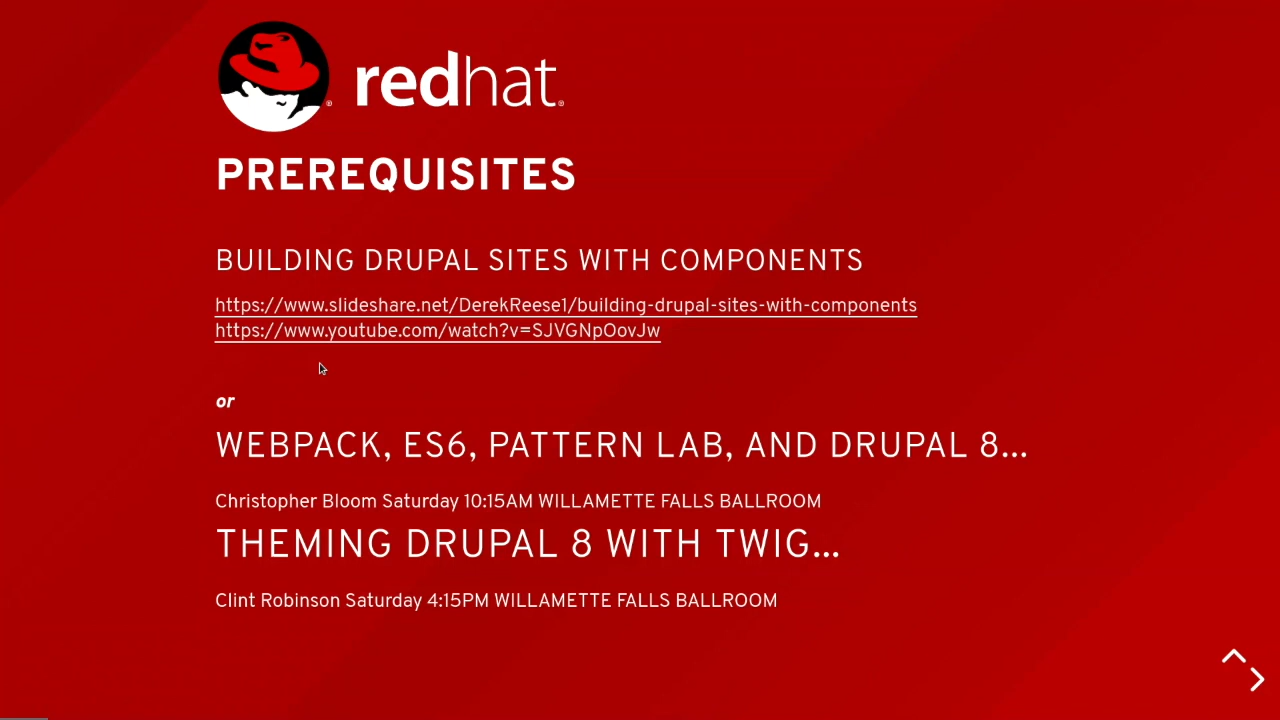 redhat
PREREQUISITES
BUILDING DRUPAL SITES WITH COMPONENTS
https://www.slideshare.net/DerekReese1/building-drupal-sites-with-components
https://www.youtube.com/watch?v=SJVGNpOovJw
or
WEBPACK, ES6, PATTERN LAB, AND DRUPAL 8...
Christopher Bloom Saturday 10:15AM WILLAMETTE FALLS BALLROOM
THEMING DRUPAL 8 WITH TWIG...
Clint Robinson Saturday 4:15PM WILLAMETTE FALLS BALLROOM